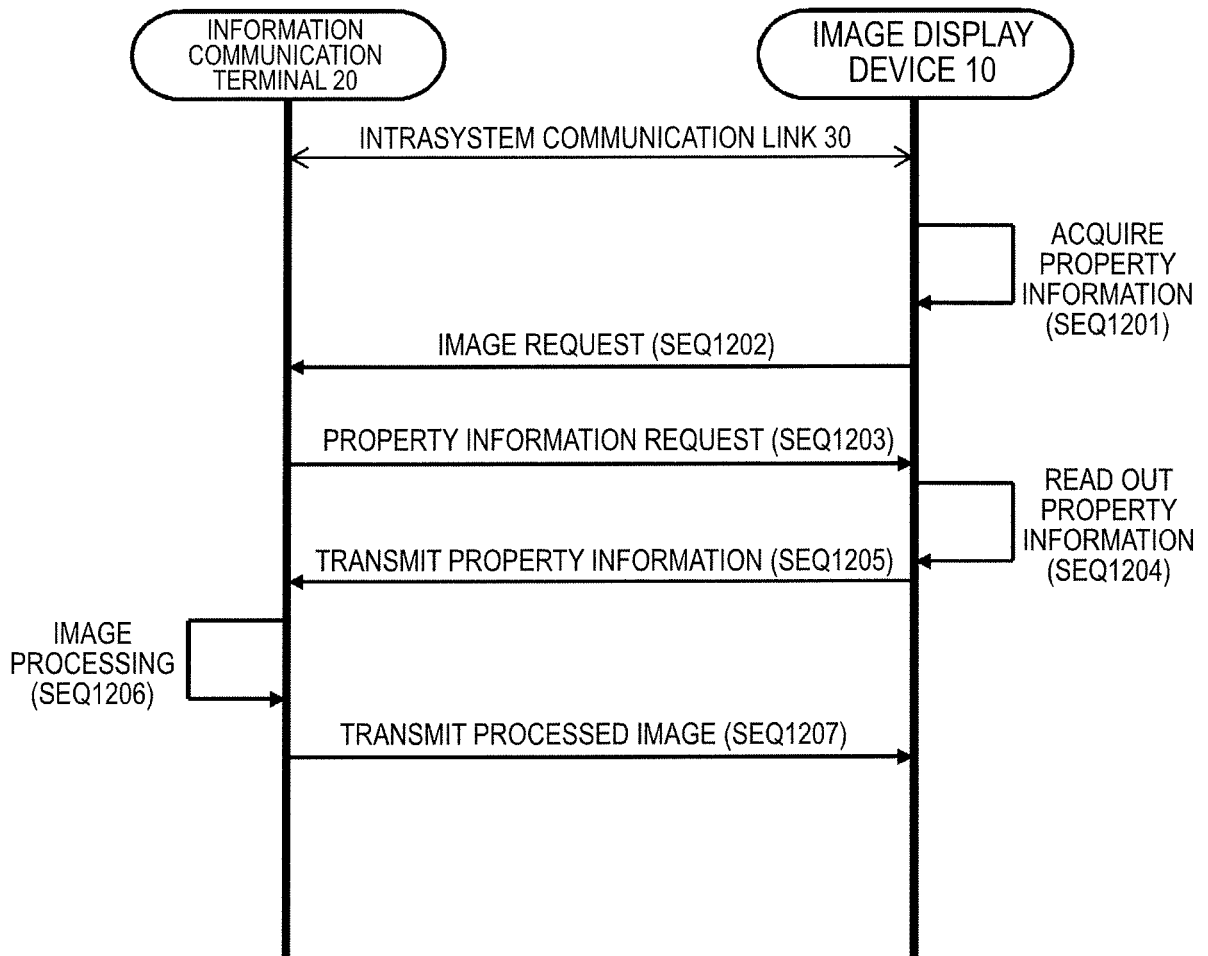 INFORMATION
COMMUNICATION
TERMINAL 20
IMAGE DISPLAY
DEVICE 10
INTRASYSTEM COMMUNICATION LINK 30
ACQUIRE
PROPERTY
INFORMATION
(SEQ1201)
IMAGE REQUEST (SEQ1202)
PROPERTY INFORMATION REQUEST (SEQ1203)
READ OUT
PROPERTY
INFORMATION
(SEQ1204)
TRANSMIT PROPERTY INFORMATION (SEQ1205)
IMAGE
PROCESSING
(SEQ1206)
TRANSMIT PROCESSED IMAGE (SEQ1207)